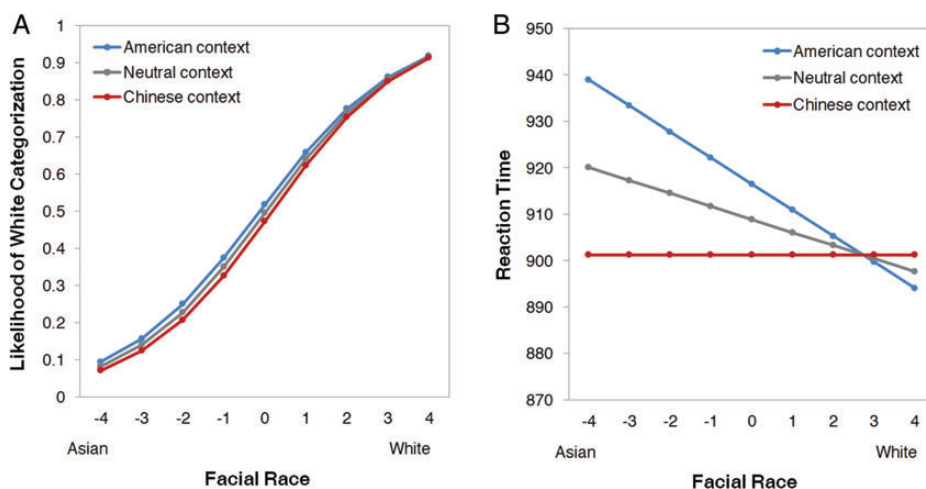 A
American context
Neutral context
Chinese context
Likelihood of White Categorization
1
0.9
0.8
0.7
0.6
0.5
0.4
0.3
0.2
0.1
0
-4 -3 -2 -1 0 1 2 3 4
Asian White
Facial Race
B
American context
Neutral context
Chinese context
Reaction Time
950
940
930
920
910
900
890
880
870
-4 -3 -2 -1 0 1 2 3 4
Asian White
Facial Race